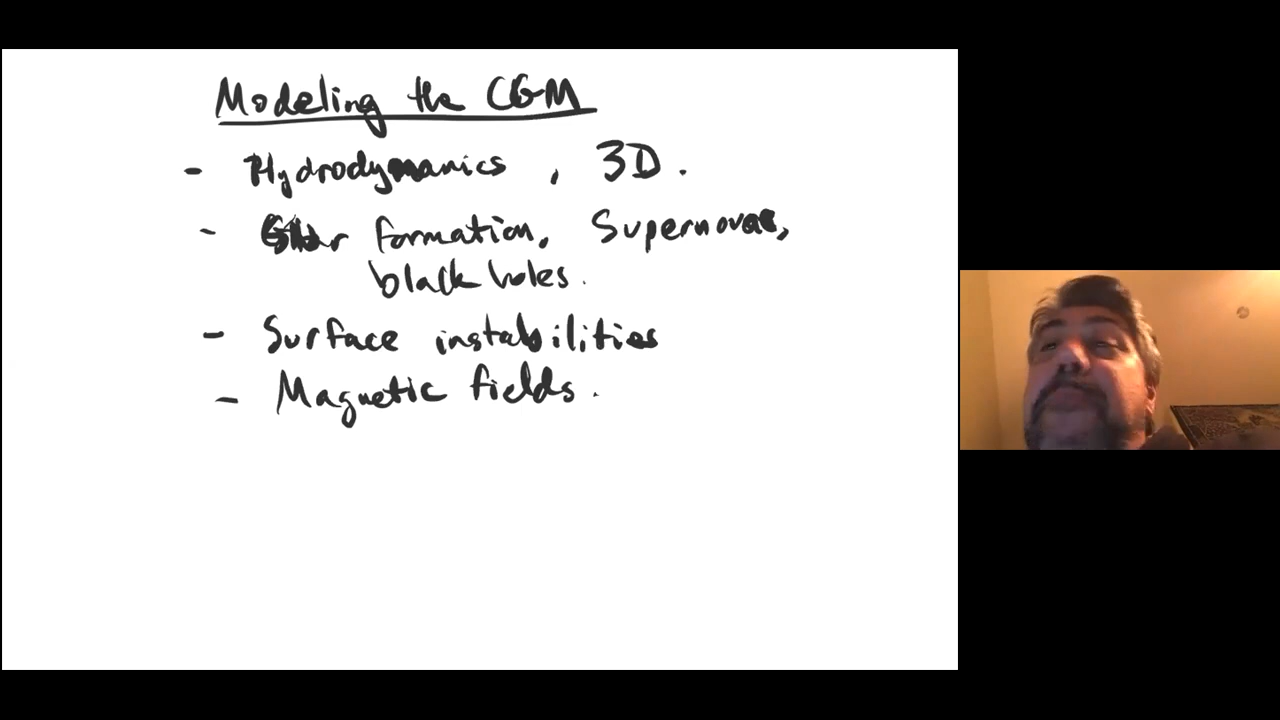 Modeling the CGM
- Hydrodynamics, 3D.
- Star formation, Supernovae,
black holes.
- Surface instabilities
- Magnetic fields.